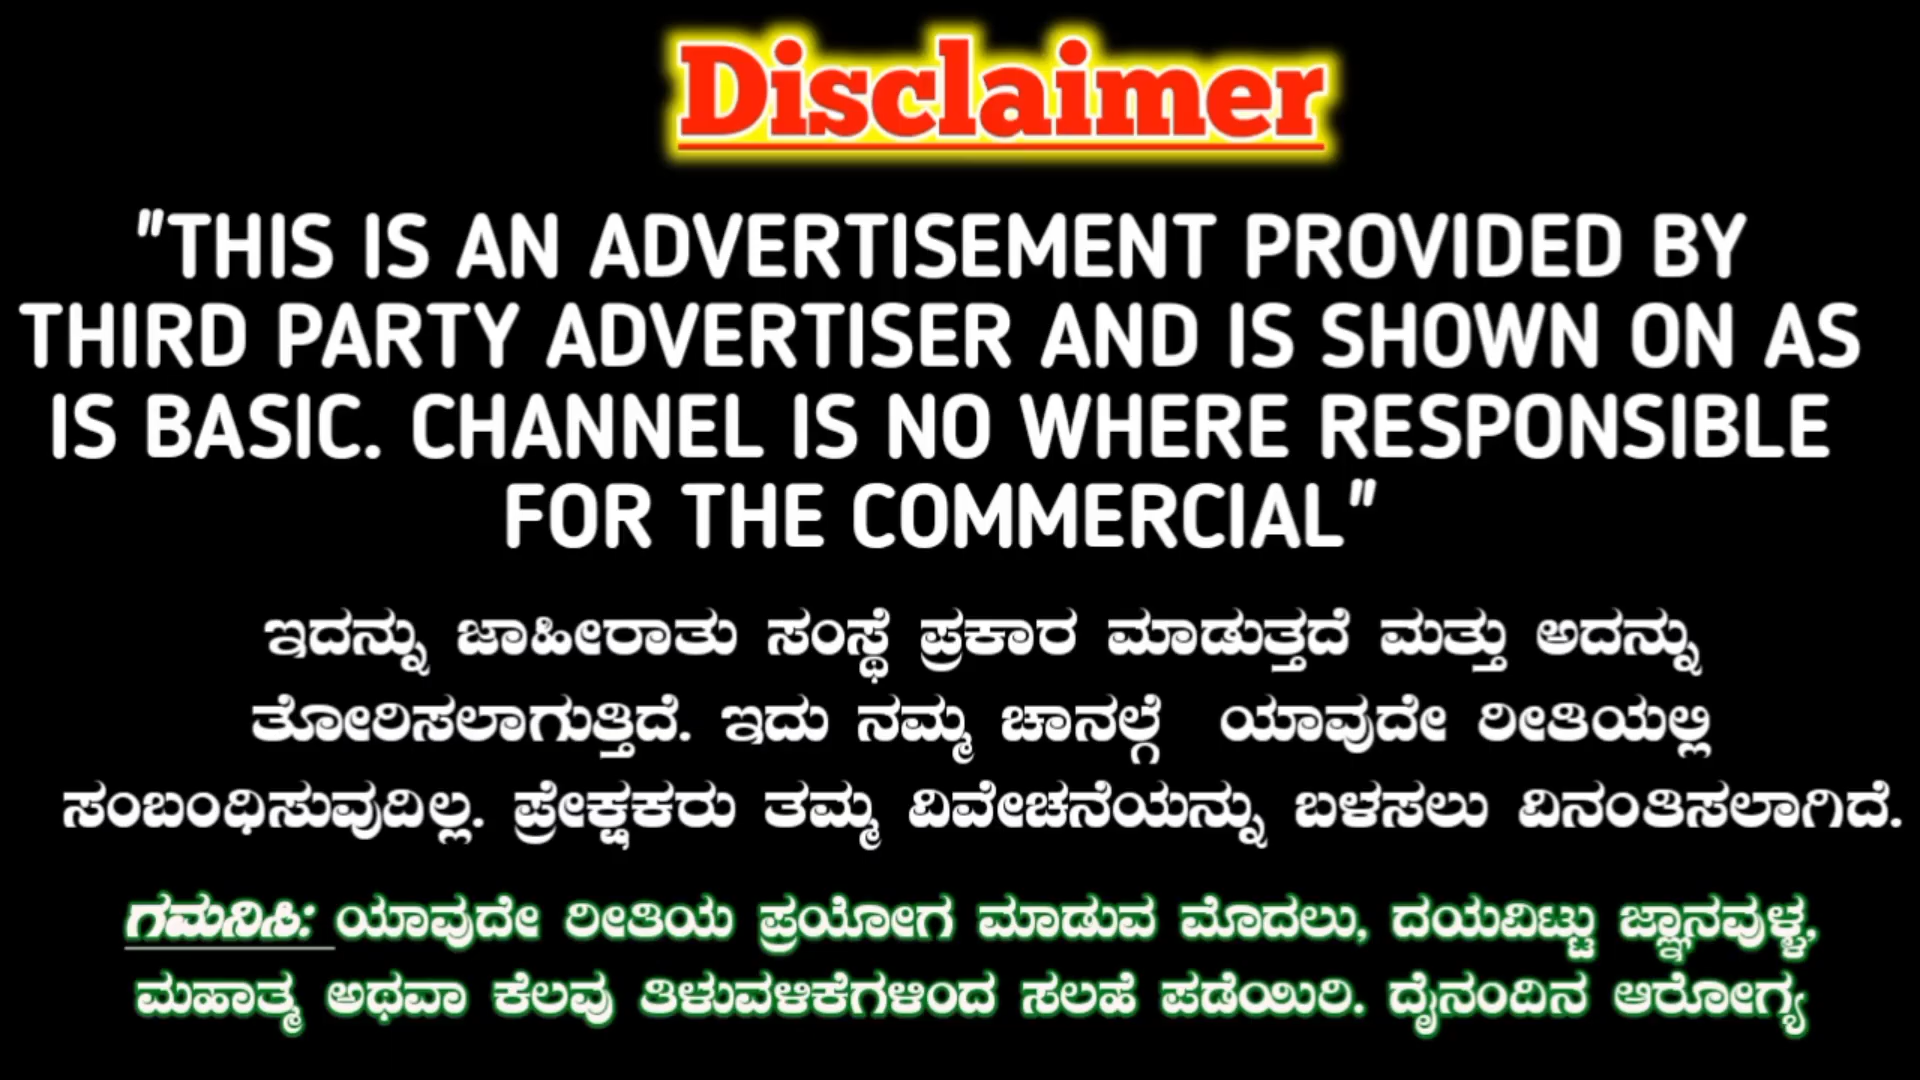 Disclaimer
"THIS IS AN ADVERTISEMENT PROVIDED BY
THIRD PARTY ADVERTISER AND IS SHOWN ON AS
IS BASIC. CHANNEL IS NO WHERE RESPONSIBLE
FOR THE COMMERCIAL"
ಇದನ್ನು ಜಾಹೀರಾತು ಸಂಸ್ಥೆ ಪ್ರಕಾರ ಮಾಡುತ್ತದೆ ಮತ್ತು ಅದನ್ನು
ತೋರಿಸಲಾಗುತ್ತಿದೆ. ಇದು ನಮ್ಮ ಚಾನಲ್ಗೆ ಯಾವುದೇ ರೀತಿಯಲ್ಲಿ
ಸಂಬಂಧಿಸುವುದಿಲ್ಲ. ಪ್ರೇಕ್ಷಕರು ತಮ್ಮ ವಿವೇಚನೆಯನ್ನು ಬಳಸಲು ವಿನಂತಿಸಲಾಗಿದೆ.
ಗಮನಿಸಿ: ಯಾವುದೇ ರೀತಿಯ ಪ್ರಯೋಗ ಮಾಡುವ ಮೊದಲು, ದಯವಿಟ್ಟು ಜ್ಞಾನವುಳ್ಳ,
ಮಹಾತ್ಮ ಅಥವಾ ಕೆಲವು ತಿಳುವಳಿಕೆಗಳಿಂದ ಸಲಹೆ ಪಡೆಯಿರಿ. ದೈನಂದಿನ ಆರೋಗ್ಯ